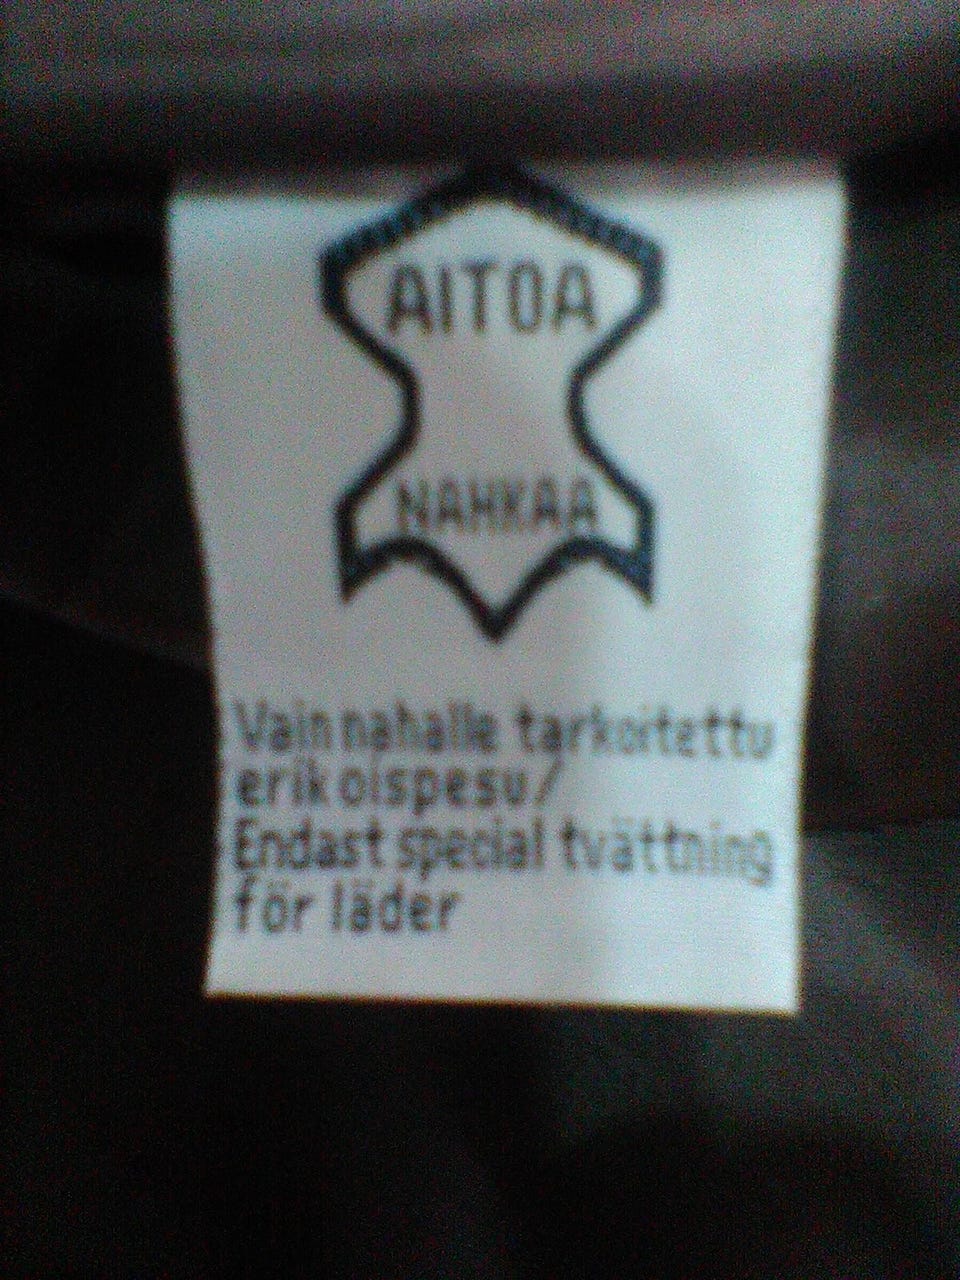 AITOA
NAHKAA
Vain nahalle tarkoitettu
erikoispesu/
Endast special tvättning
för läder